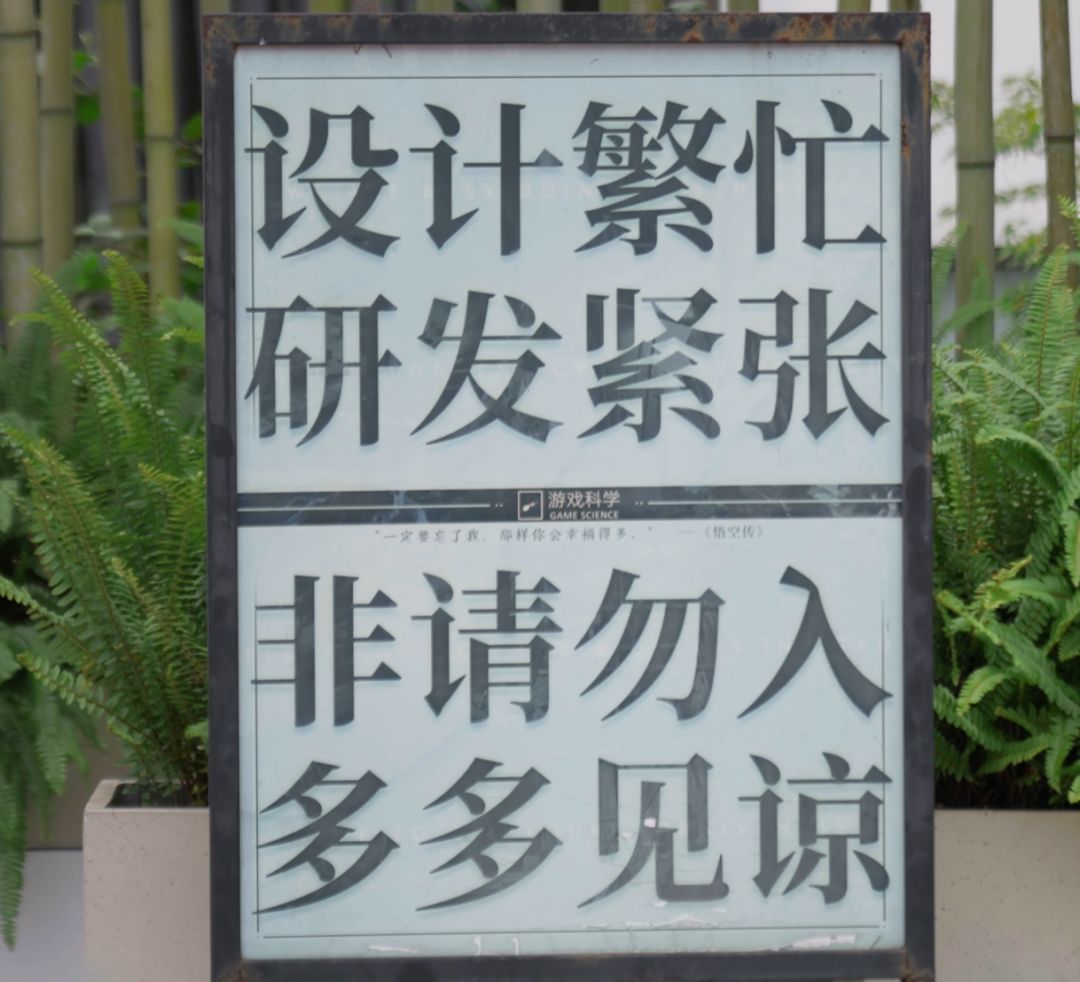 设计繁忙
研发紧张
游戏科学
GAME SCIENCE
“一定要忘了我，那样你会幸福得多。” ——《悟空传》
非请勿入
多多见谅